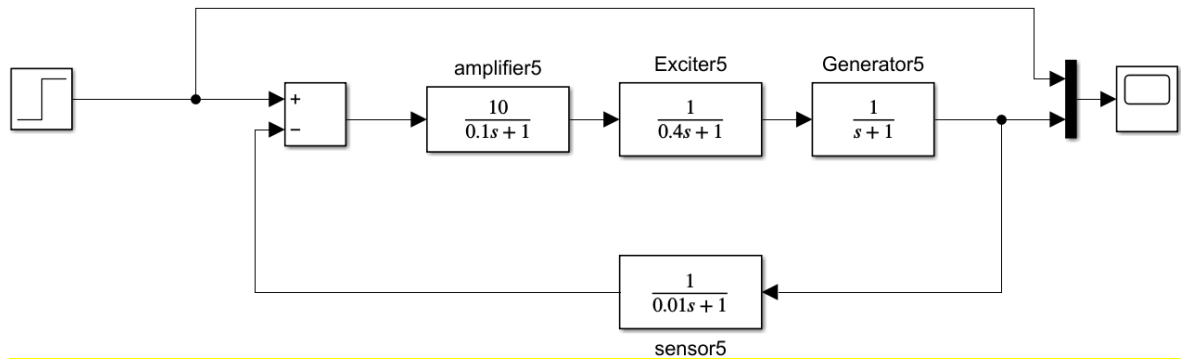 amplifier5
Exciter5
Generator5
+
−
10
0.1s + 1
1
0.4s + 1
1
s + 1
1
0.01s + 1
sensor5